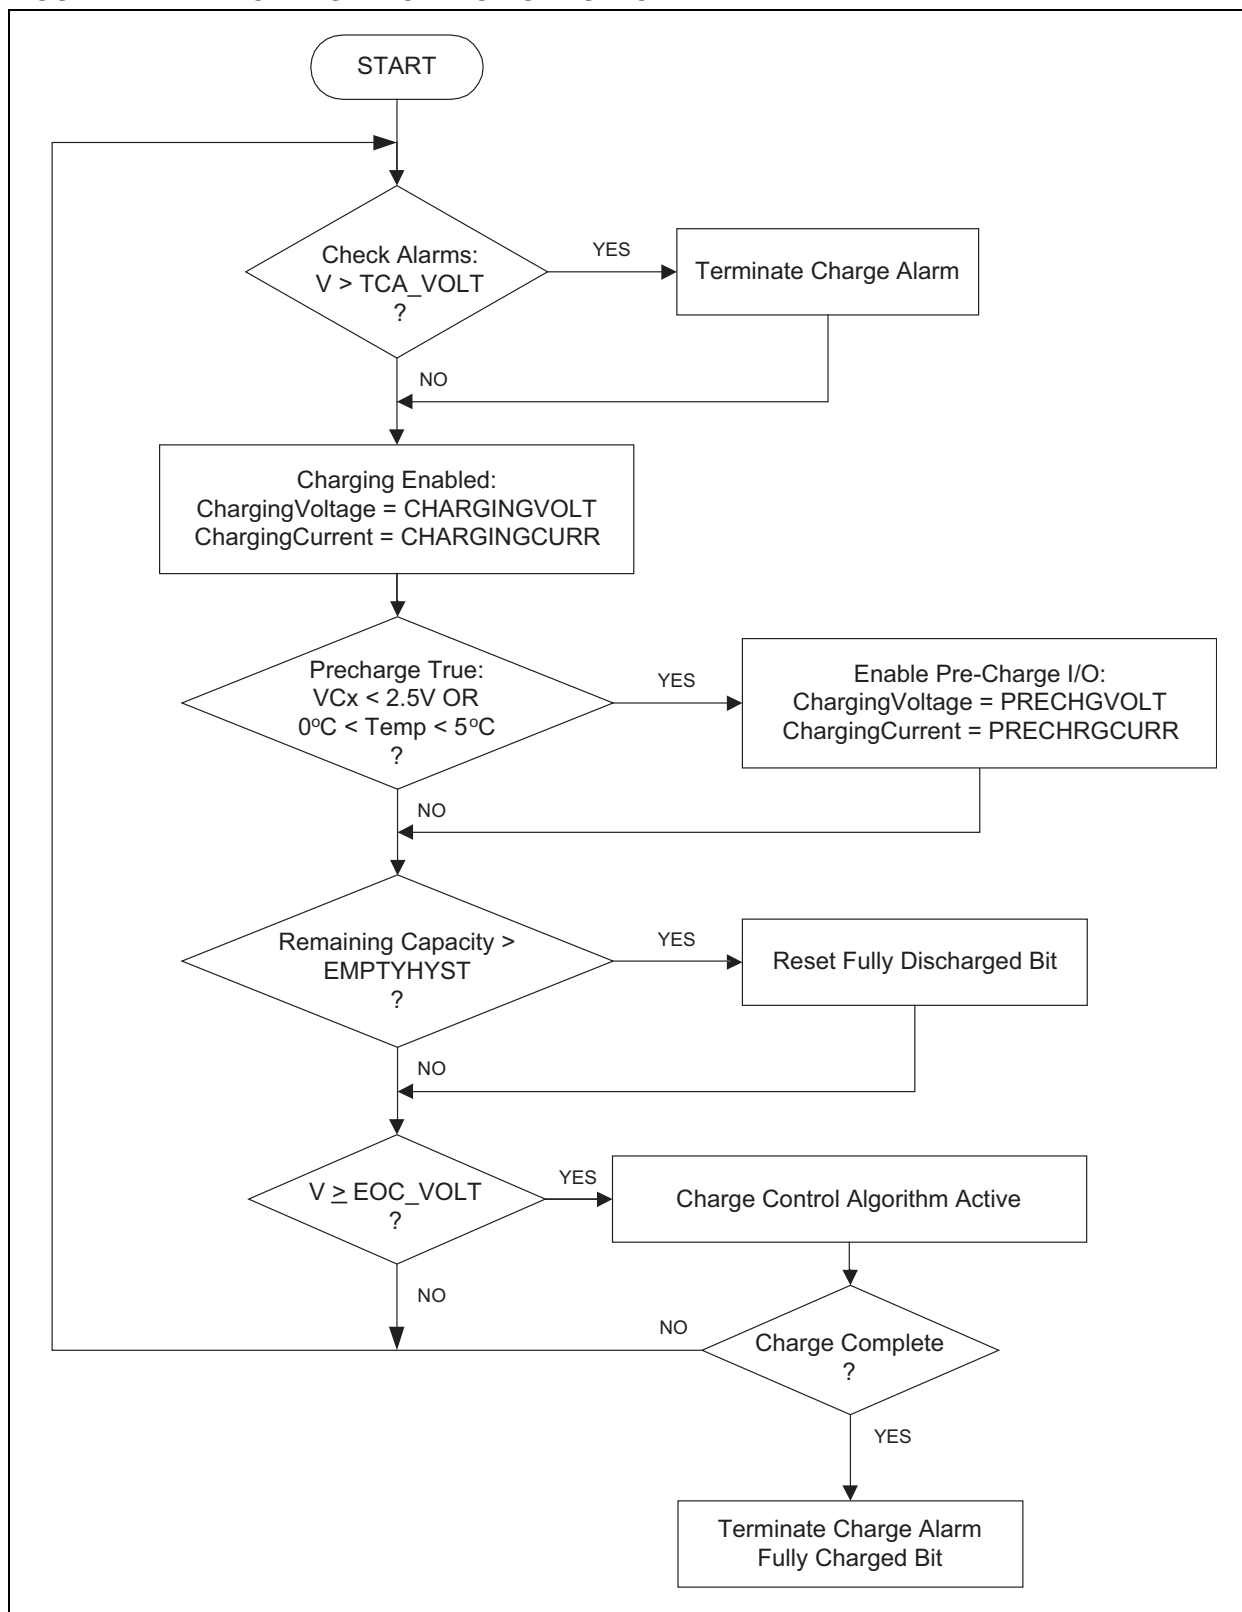 START
Check Alarms:
V > TCA_VOLT
?
YES
Terminate Charge Alarm
NO
Charging Enabled:
ChargingVoltage = CHARGINGVOLT
ChargingCurrent = CHARGINGCURR
Precharge True:
VCx < 2.5V OR
0°C < Temp < 5°C
?
YES
Enable Pre-Charge I/O:
ChargingVoltage = PRECHGVOLT
ChargingCurrent = PRECHRGCURR
NO
Remaining Capacity >
EMPTYHYST
?
YES
Reset Fully Discharged Bit
NO
V ≥ EOC_VOLT
?
YES
Charge Control Algorithm Active
NO
NO
Charge Complete
?
YES
Terminate Charge Alarm
Fully Charged Bit